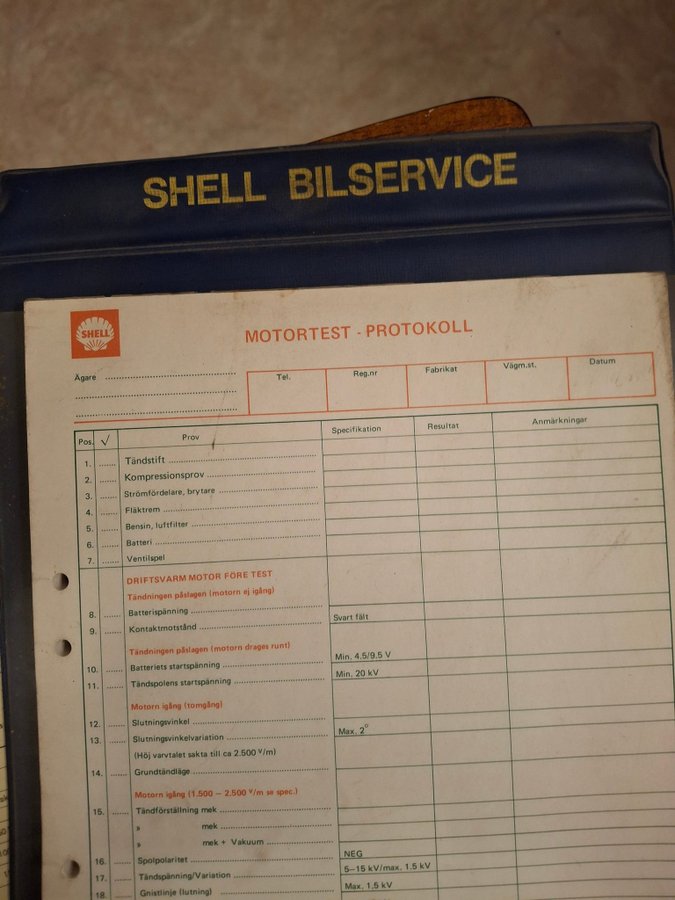 SHELL BILSERVICE
SHELL
MOTORTEST - PROTOKOLL
Ägare
Tel. Reg.nr Fabrikat Vägm.st. Datum
Pos. √ Prov Specifikation Resultat Anmärkningar
1. Tändstift
2. Kompressionsprov
3. Strömfördelare, brytare
4. Fläktrem
5. Bensin, luftfilter
6. Batteri
7. Ventilspel
DRIFTSVARM MOTOR FÖRE TEST
Tändningen påslagen (motorn ej igång)
8. Batterispänning
9. Kontaktmotstånd Svart fält
Tändningen påslagen (motorn drages runt)
10. Batteriets startspänning Min. 4.5/9.5 V
11. Tändspolens startspänning Min. 20 kV
Motorn igång (tomgång)
12. Slutningsvinkel
13. Slutningsvinkelvariation Max. 2°
(Höj varvtalet sakta till ca 2.500 v/m)
14. Grundtändläge
Motorn igång (1.500 – 2.500 v/m se spec.)
15. Tändförställning mek
» mek
» mek + Vakuum
16. Spolpolaritet NEG
17. Tändspänning/Variation 5–15 kV/max. 1.5 kV
18. Gnistlinje (lutning) Max. 1,5 kV